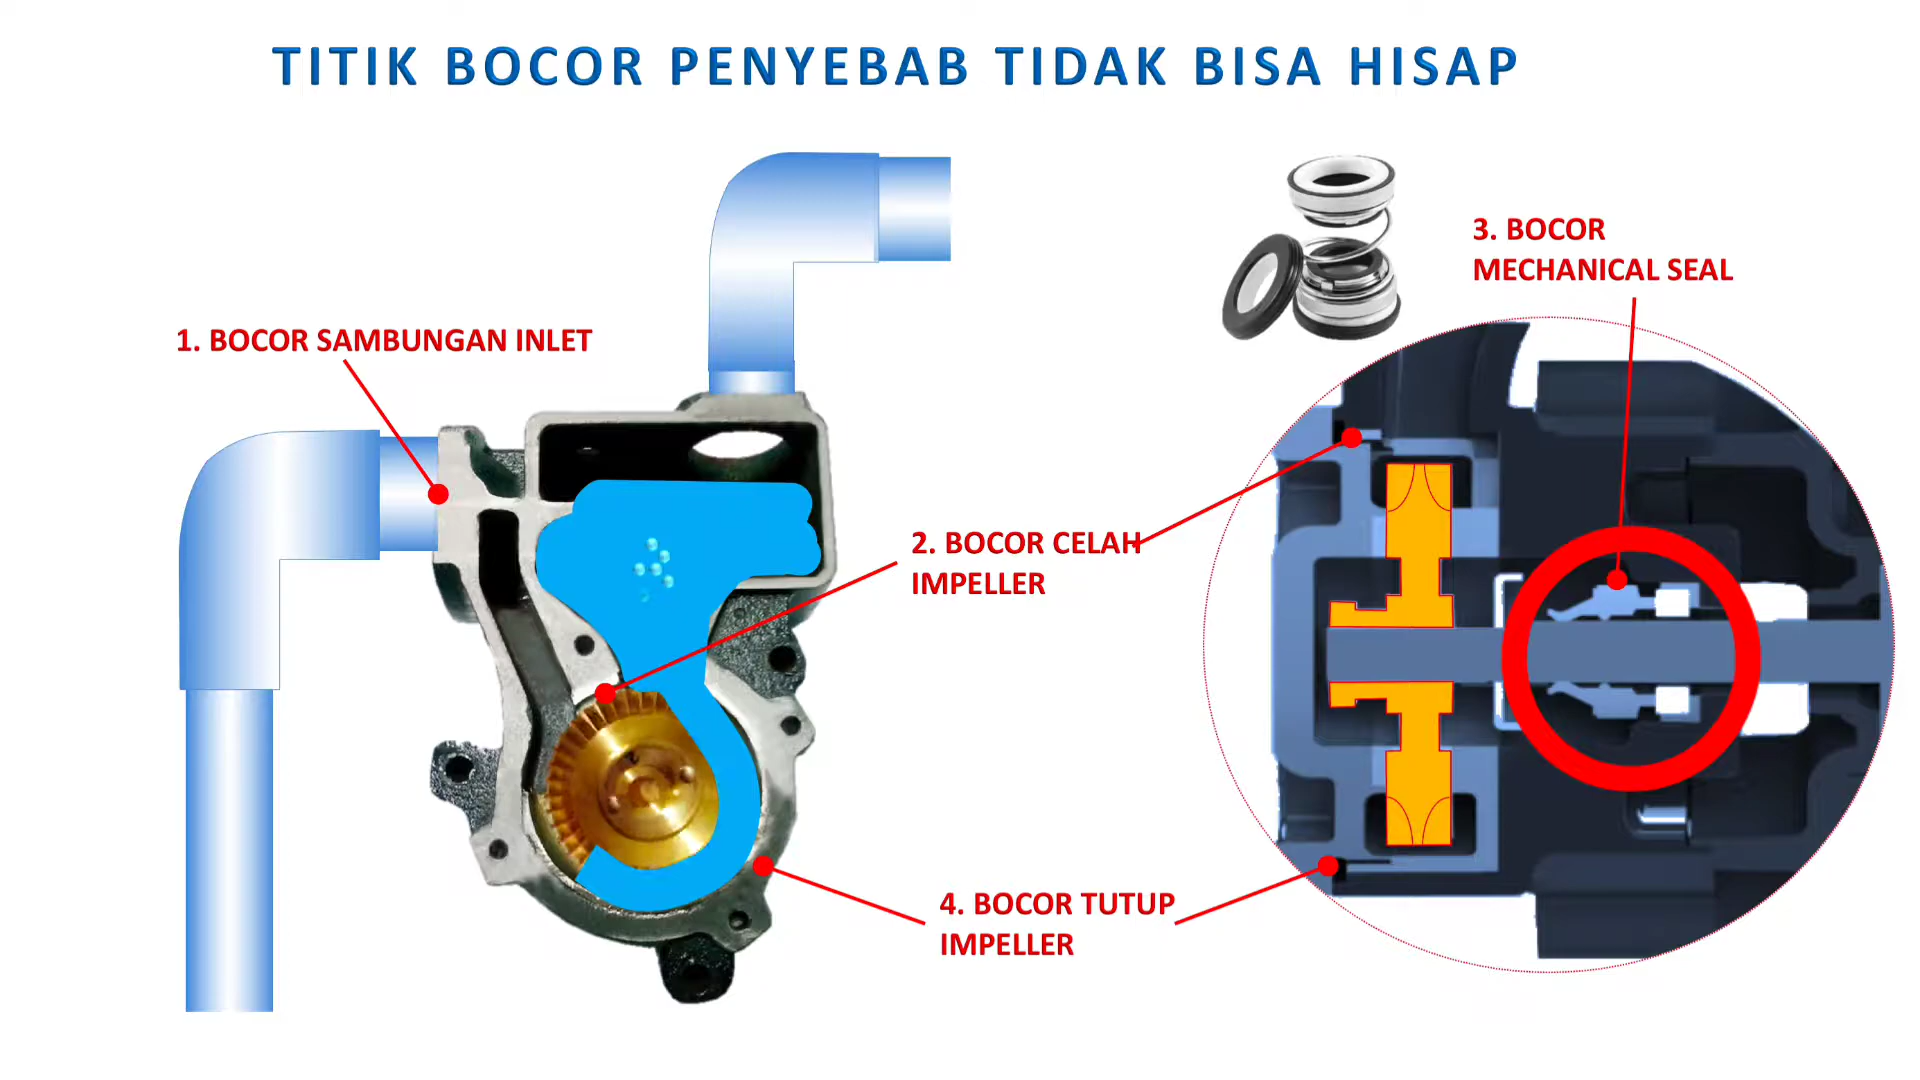 TITIK BOCOR PENYEBAB TIDAK BISA HISAP
1. BOCOR SAMBUNGAN INLET
2. BOCOR CELAH
IMPELLER
3. BOCOR
MECHANICAL SEAL
4. BOCOR TUTUP
IMPELLER